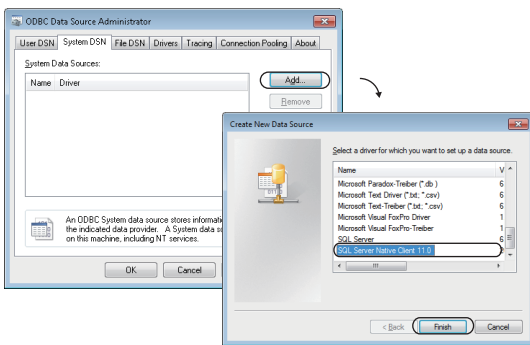 ODBC Data Source Administrator
User DSN System DSN File DSN Drivers Tracing Connection Pooling About
System Data Sources:
Name Driver
Add...
Remove
An ODBC System data source stores
the indicated data provider. A System data
on this machine, including NT services.
OK Cancel
Create New Data Source
Select a driver for which you want to set up a data source.
Name V
Microsoft Paradox-Treiber (*.db ) 6
Microsoft Text Driver (*.txt; *.csv) 6
Microsoft Text-Treiber (*.txt; *.csv) 6
Microsoft Visual FoxPro Driver 1
Microsoft Visual FoxPro-Treiber 1
SQL Server 6
SQL Server Native Client 11.0
< Back Finish Cancel